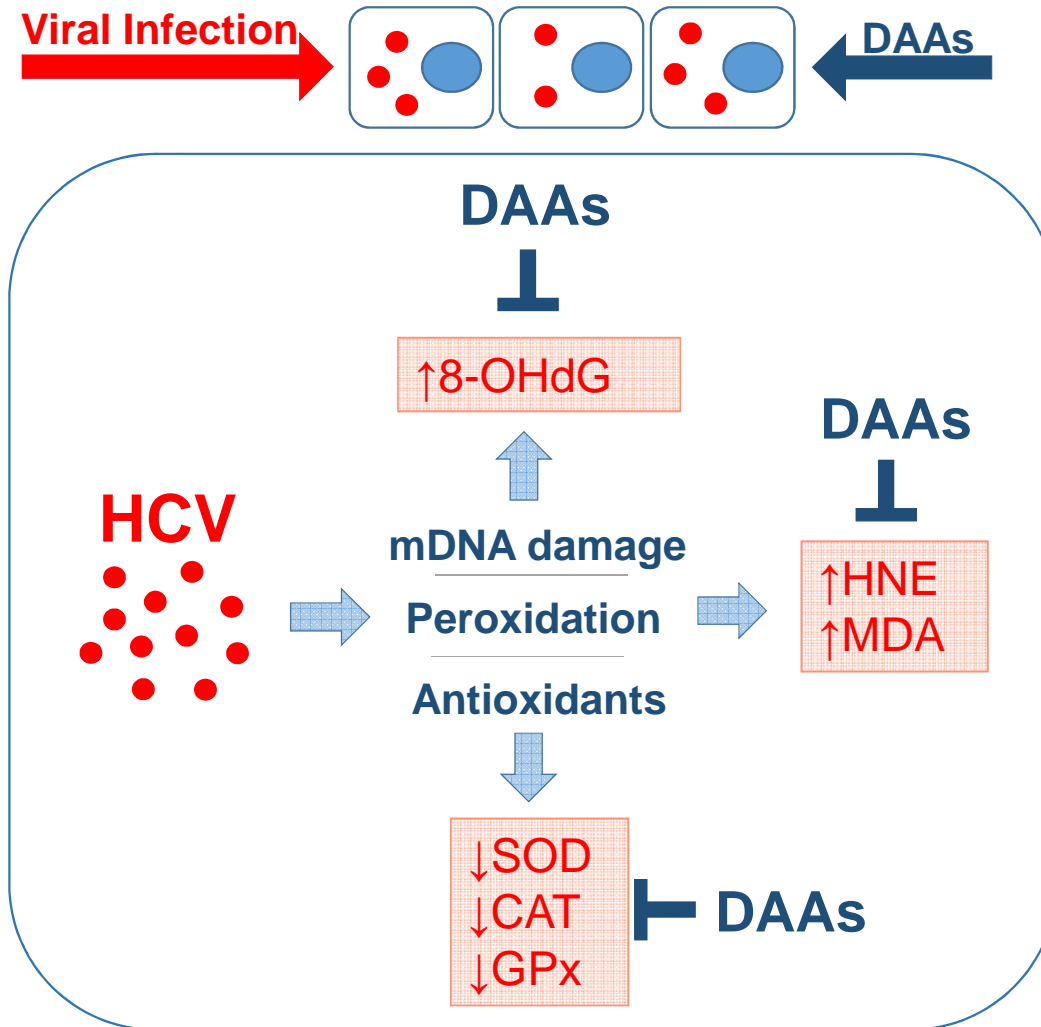 Viral Infection
DAAs
DAAs
↑8-OHdG
DAAs
HCV
mDNA damage
↑HNE
Peroxidation
↑MDA
Antioxidants
↓SOD
↓CAT
DAAs
↓GPx